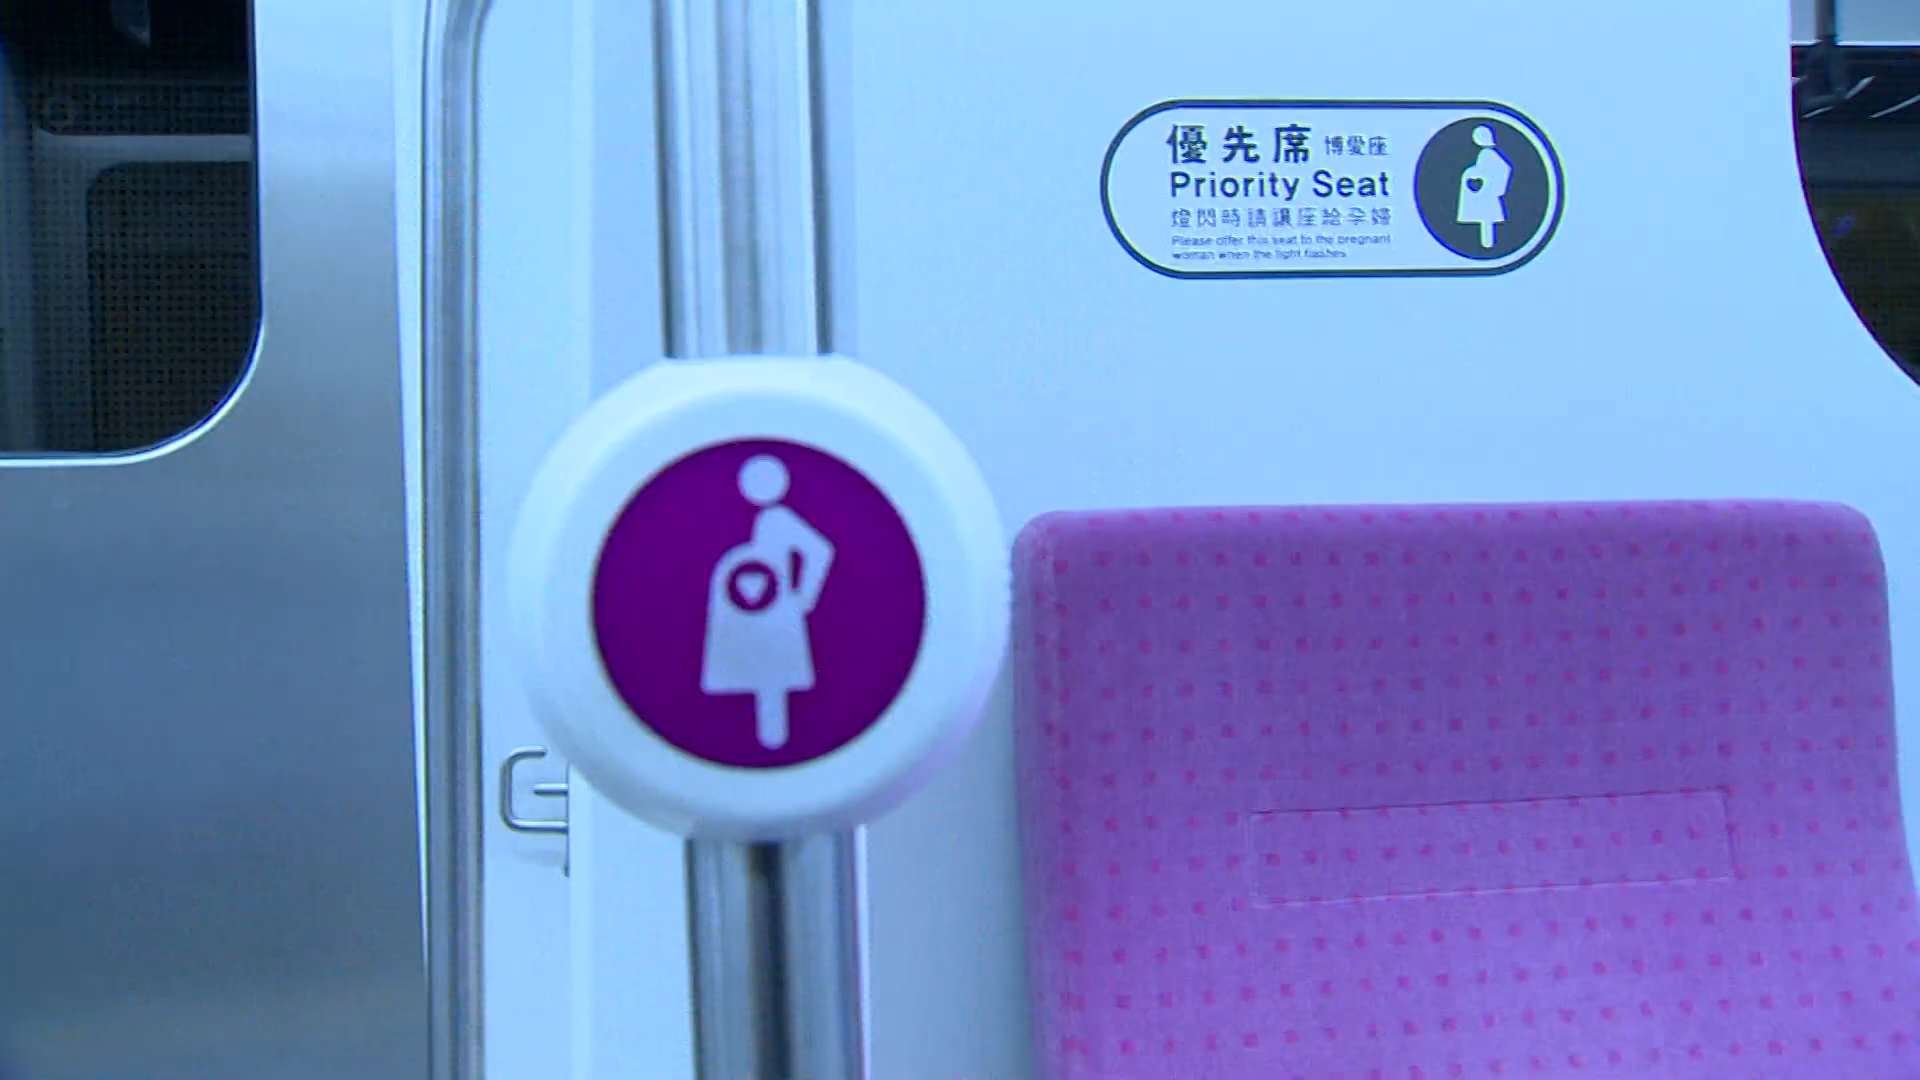 優先席 博愛座
Priority Seat
燈閃時請讓座給孕婦
Please offer this seat to the pregnant
woman when the light flashes